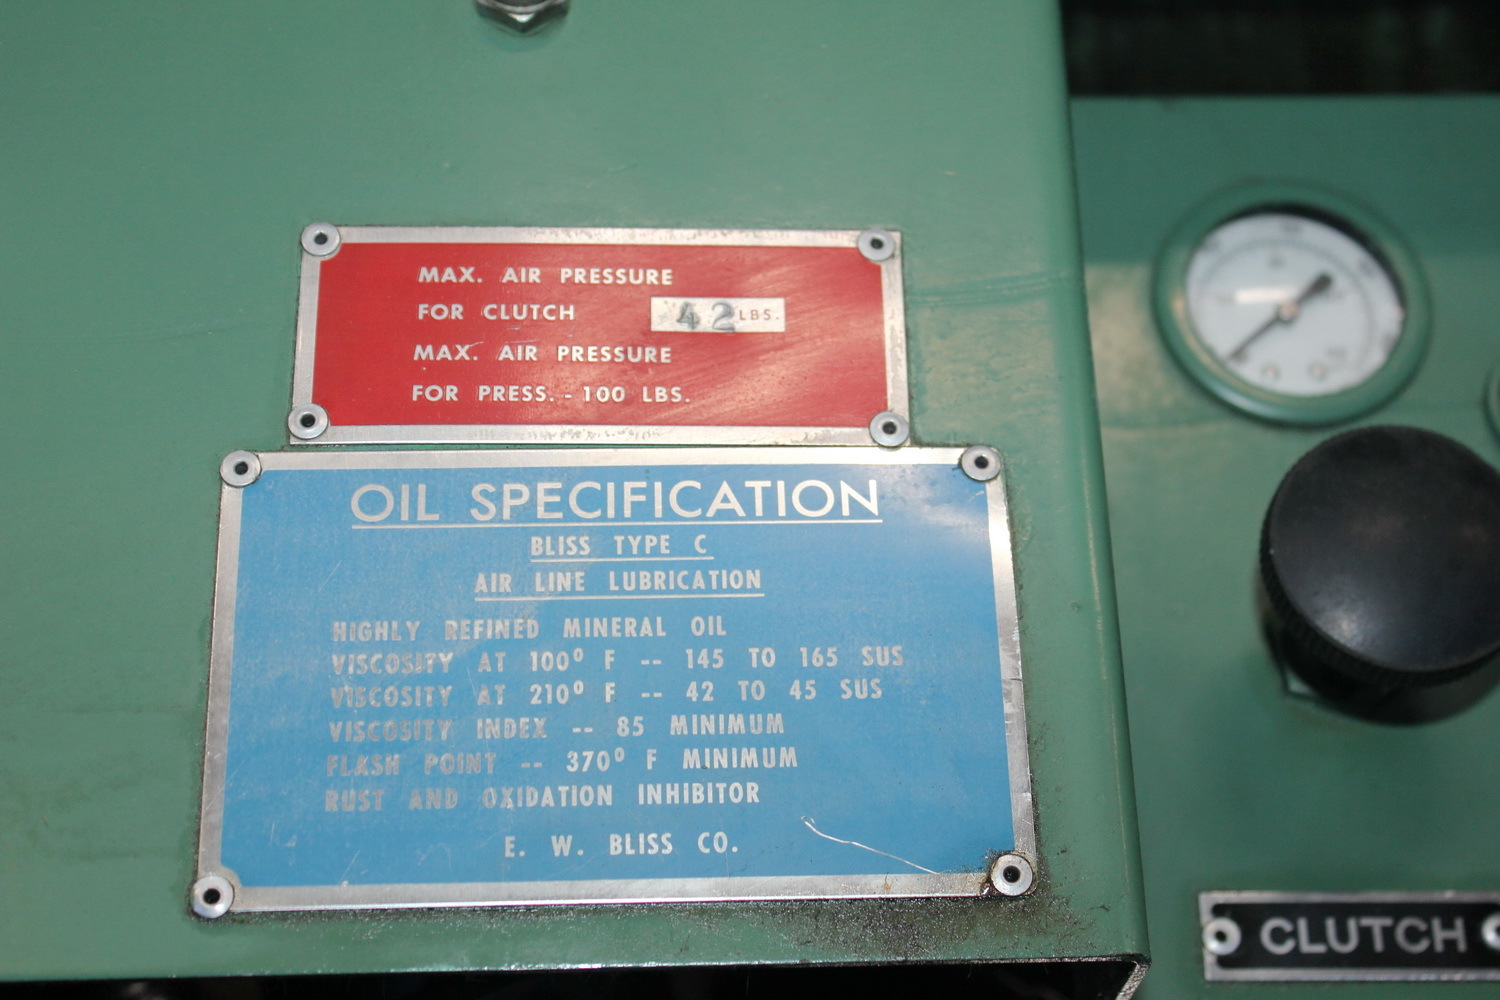 MAX. AIR PRESSURE
FOR CLUTCH 42 LBS.
MAX. AIR PRESSURE
FOR PRESS. - 100 LBS.
OIL SPECIFICATION
BLISS TYPE C
AIR LINE LUBRICATION
HIGHLY REFINED MINERAL OIL
VISCOSITY AT 100° F -- 145 TO 165 SUS
VISCOSITY AT 210° F -- 42 TO 45 SUS
VISCOSITY INDEX -- 85 MINIMUM
FLASH POINT -- 370° F MINIMUM
RUST AND OXIDATION INHIBITOR
E. W. BLISS CO.
CLUTCH